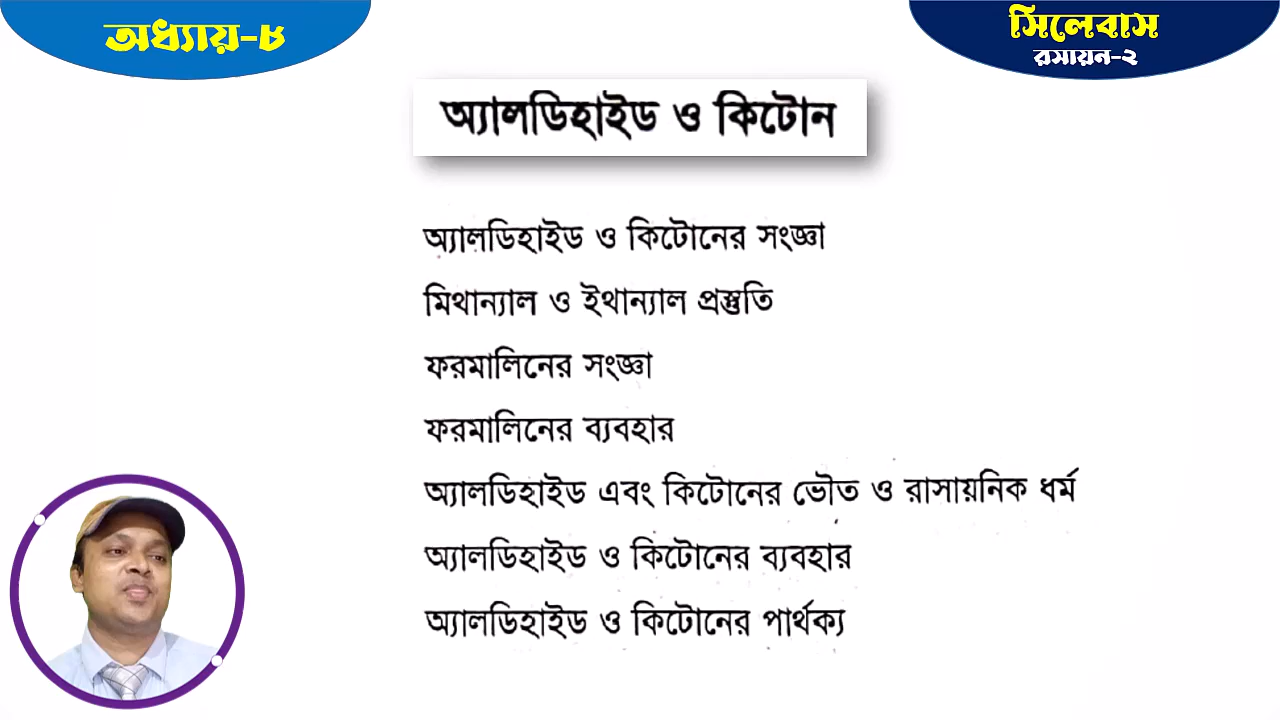 অধ্যায়-৮
সিলেবাস
রসায়ন-২
অ্যালডিহাইড ও কিটোন
অ্যালডিহাইড ও কিটোনের সংজ্ঞা
মিথান্যাল ও ইথান্যাল প্রস্তুতি
ফরমালিনের সংজ্ঞা
ফরমালিনের ব্যবহার
অ্যালডিহাইড এবং কিটোনের ভৌত ও রাসায়নিক ধর্ম
অ্যালডিহাইড ও কিটোনের ব্যবহার
অ্যালডিহাইড ও কিটোনের পার্থক্য